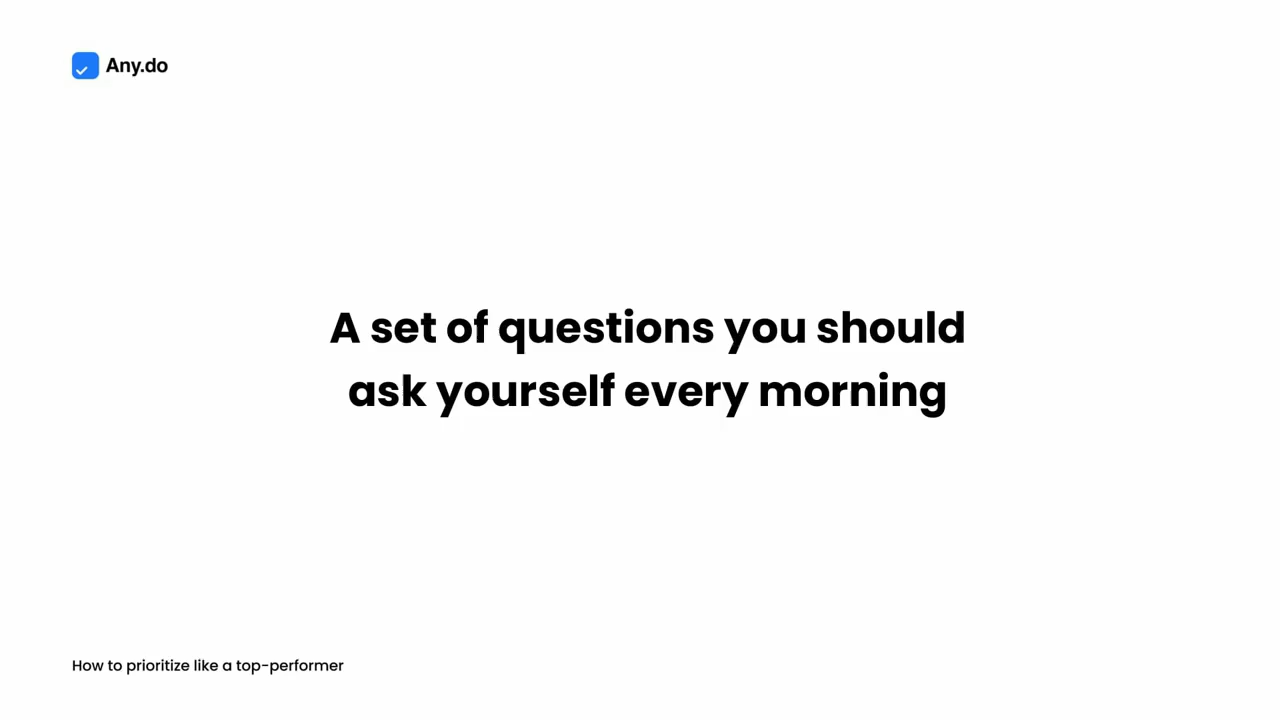 Any.do
A set of questions you should
ask yourself every morning
How to prioritize like a top-performer